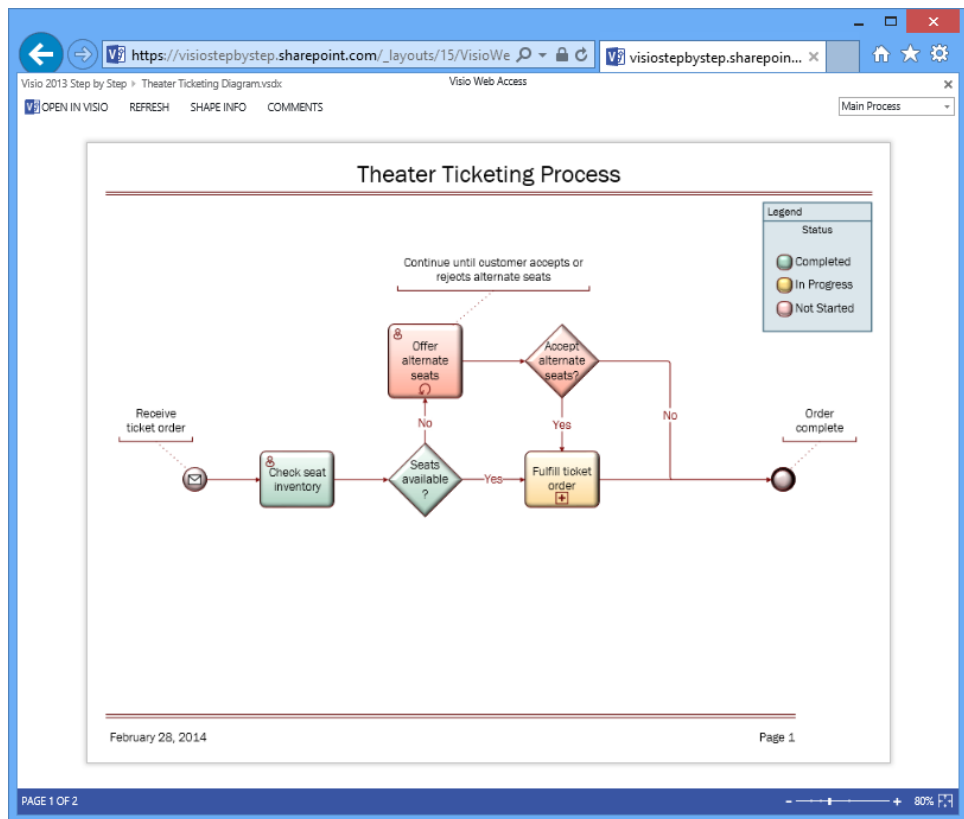 https://visiostepbystep.sharepoint.com/_layouts/15/VisioWe
visiostepbystep.sharepoin...
Visio 2013 Step by Step Theater Ticketing Diagram.vsdx
Visio Web Access
OPEN IN VISIO REFRESH SHAPE INFO COMMENTS
Main Process
Theater Ticketing Process
Legend
Status
Completed
In Progress
Not Started
Continue until customer accepts or
rejects alternate seats
Offer
alternate
seats
Accept
alternate
seats?
No
Yes
No
Receive
ticket order
Order
complete
Check seat
inventory
Seats
available
?
Yes
Fulfill ticket
order
February 28, 2014
Page 1
PAGE 1 OF 2
80%